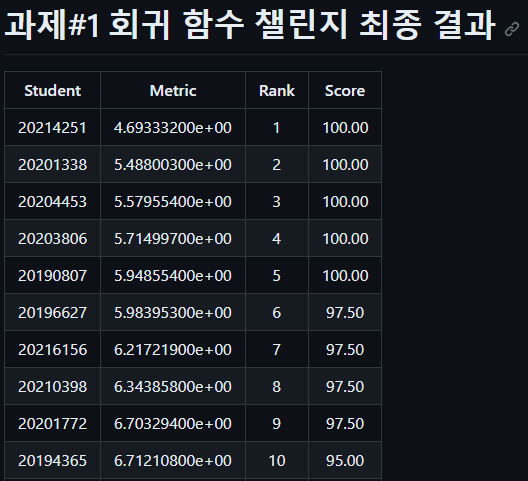 과제#1 회귀 함수 챌린지 최종 결과
Student Metric Rank Score
20214251 4.69333200e+00 1 100.00
20201338 5.48800300e+00 2 100.00
20204453 5.57955400e+00 3 100.00
20203806 5.71499700e+00 4 100.00
20190807 5.94855400e+00 5 100.00
20196627 5.98395300e+00 6 97.50
20216156 6.21721900e+00 7 97.50
20210398 6.34385800e+00 8 97.50
20201772 6.70329400e+00 9 97.50
20194365 6.71210800e+00 10 95.00